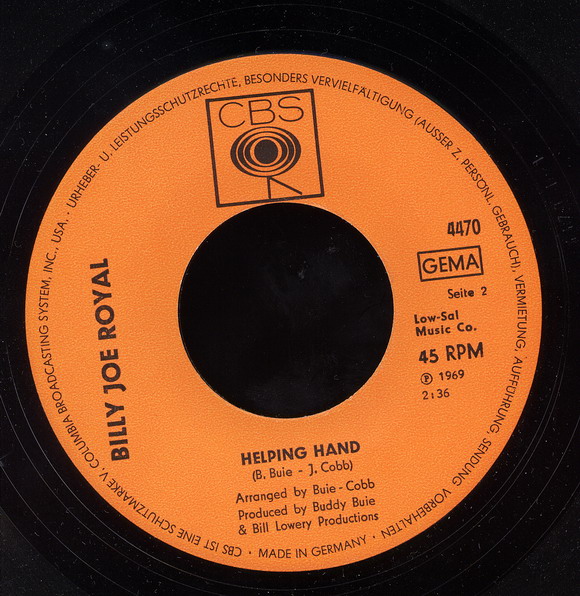 URHEBER- U. LEISTUNGSSCHUTZRECHTE, BESONDERS VERVIELFÄLTIGUNG (AUSSER Z. PERSÖNL. GEBRAUCH), VERMIETUNG, AUFFÜHRUNG, SENDUNG VORBEHALTEN • MADE IN GERMANY • CBS IST EINE SCHUTZMARKE V. COLUMBIA BROADCASTING SYSTEM, INC., USA. •
CBS
4470
GEMA
Seite 2
Low-Sal
Music Co.
45 RPM
℗ 1969
2:36
BILLY JOE ROYAL
HELPING HAND
(B. Buie - J. Cobb)
Arranged by Buie-Cobb
Produced by Buddy Buie
& Bill Lowery Productions